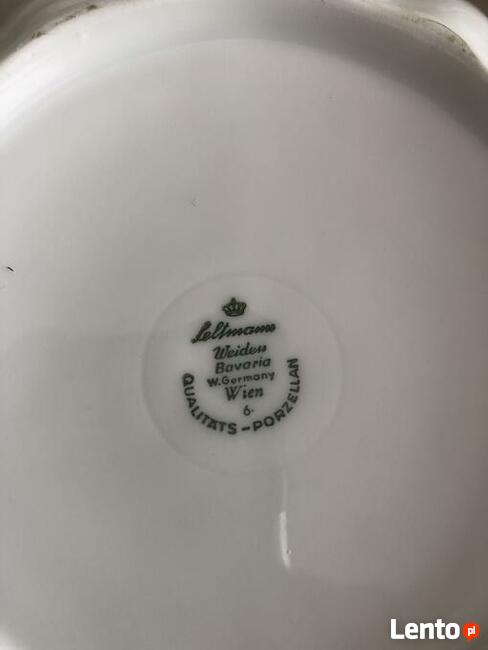 Seltmann
Weiden
Bavaria
W.Germany
Wien
6.
QUALITÄTS-PORZELLAN
Lento pl